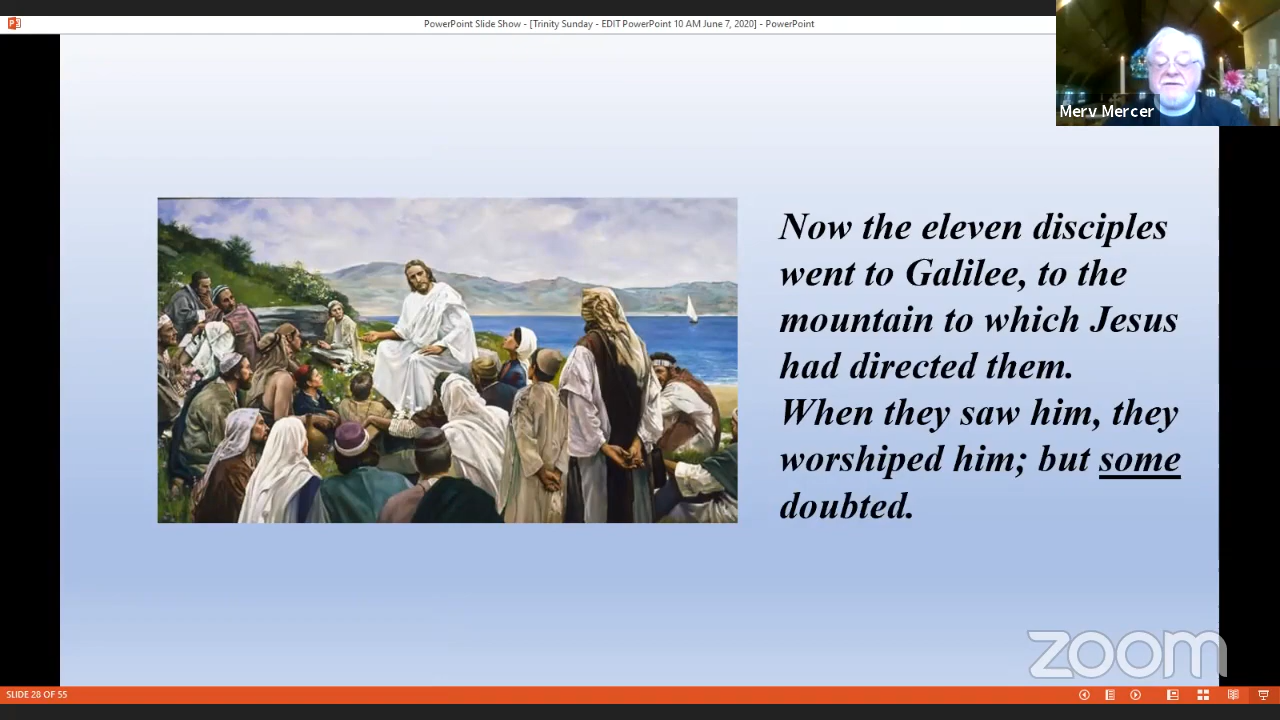 PowerPoint Slide Show - [Trinity Sunday - EDIT PowerPoint 10 AM June 7, 2020] - PowerPoint
Merv Mercer
Now the eleven disciples
went to Galilee, to the
mountain to which Jesus
had directed them.
When they saw him, they
worshiped him; but some
doubted.
zoom
SLIDE 28 OF 55